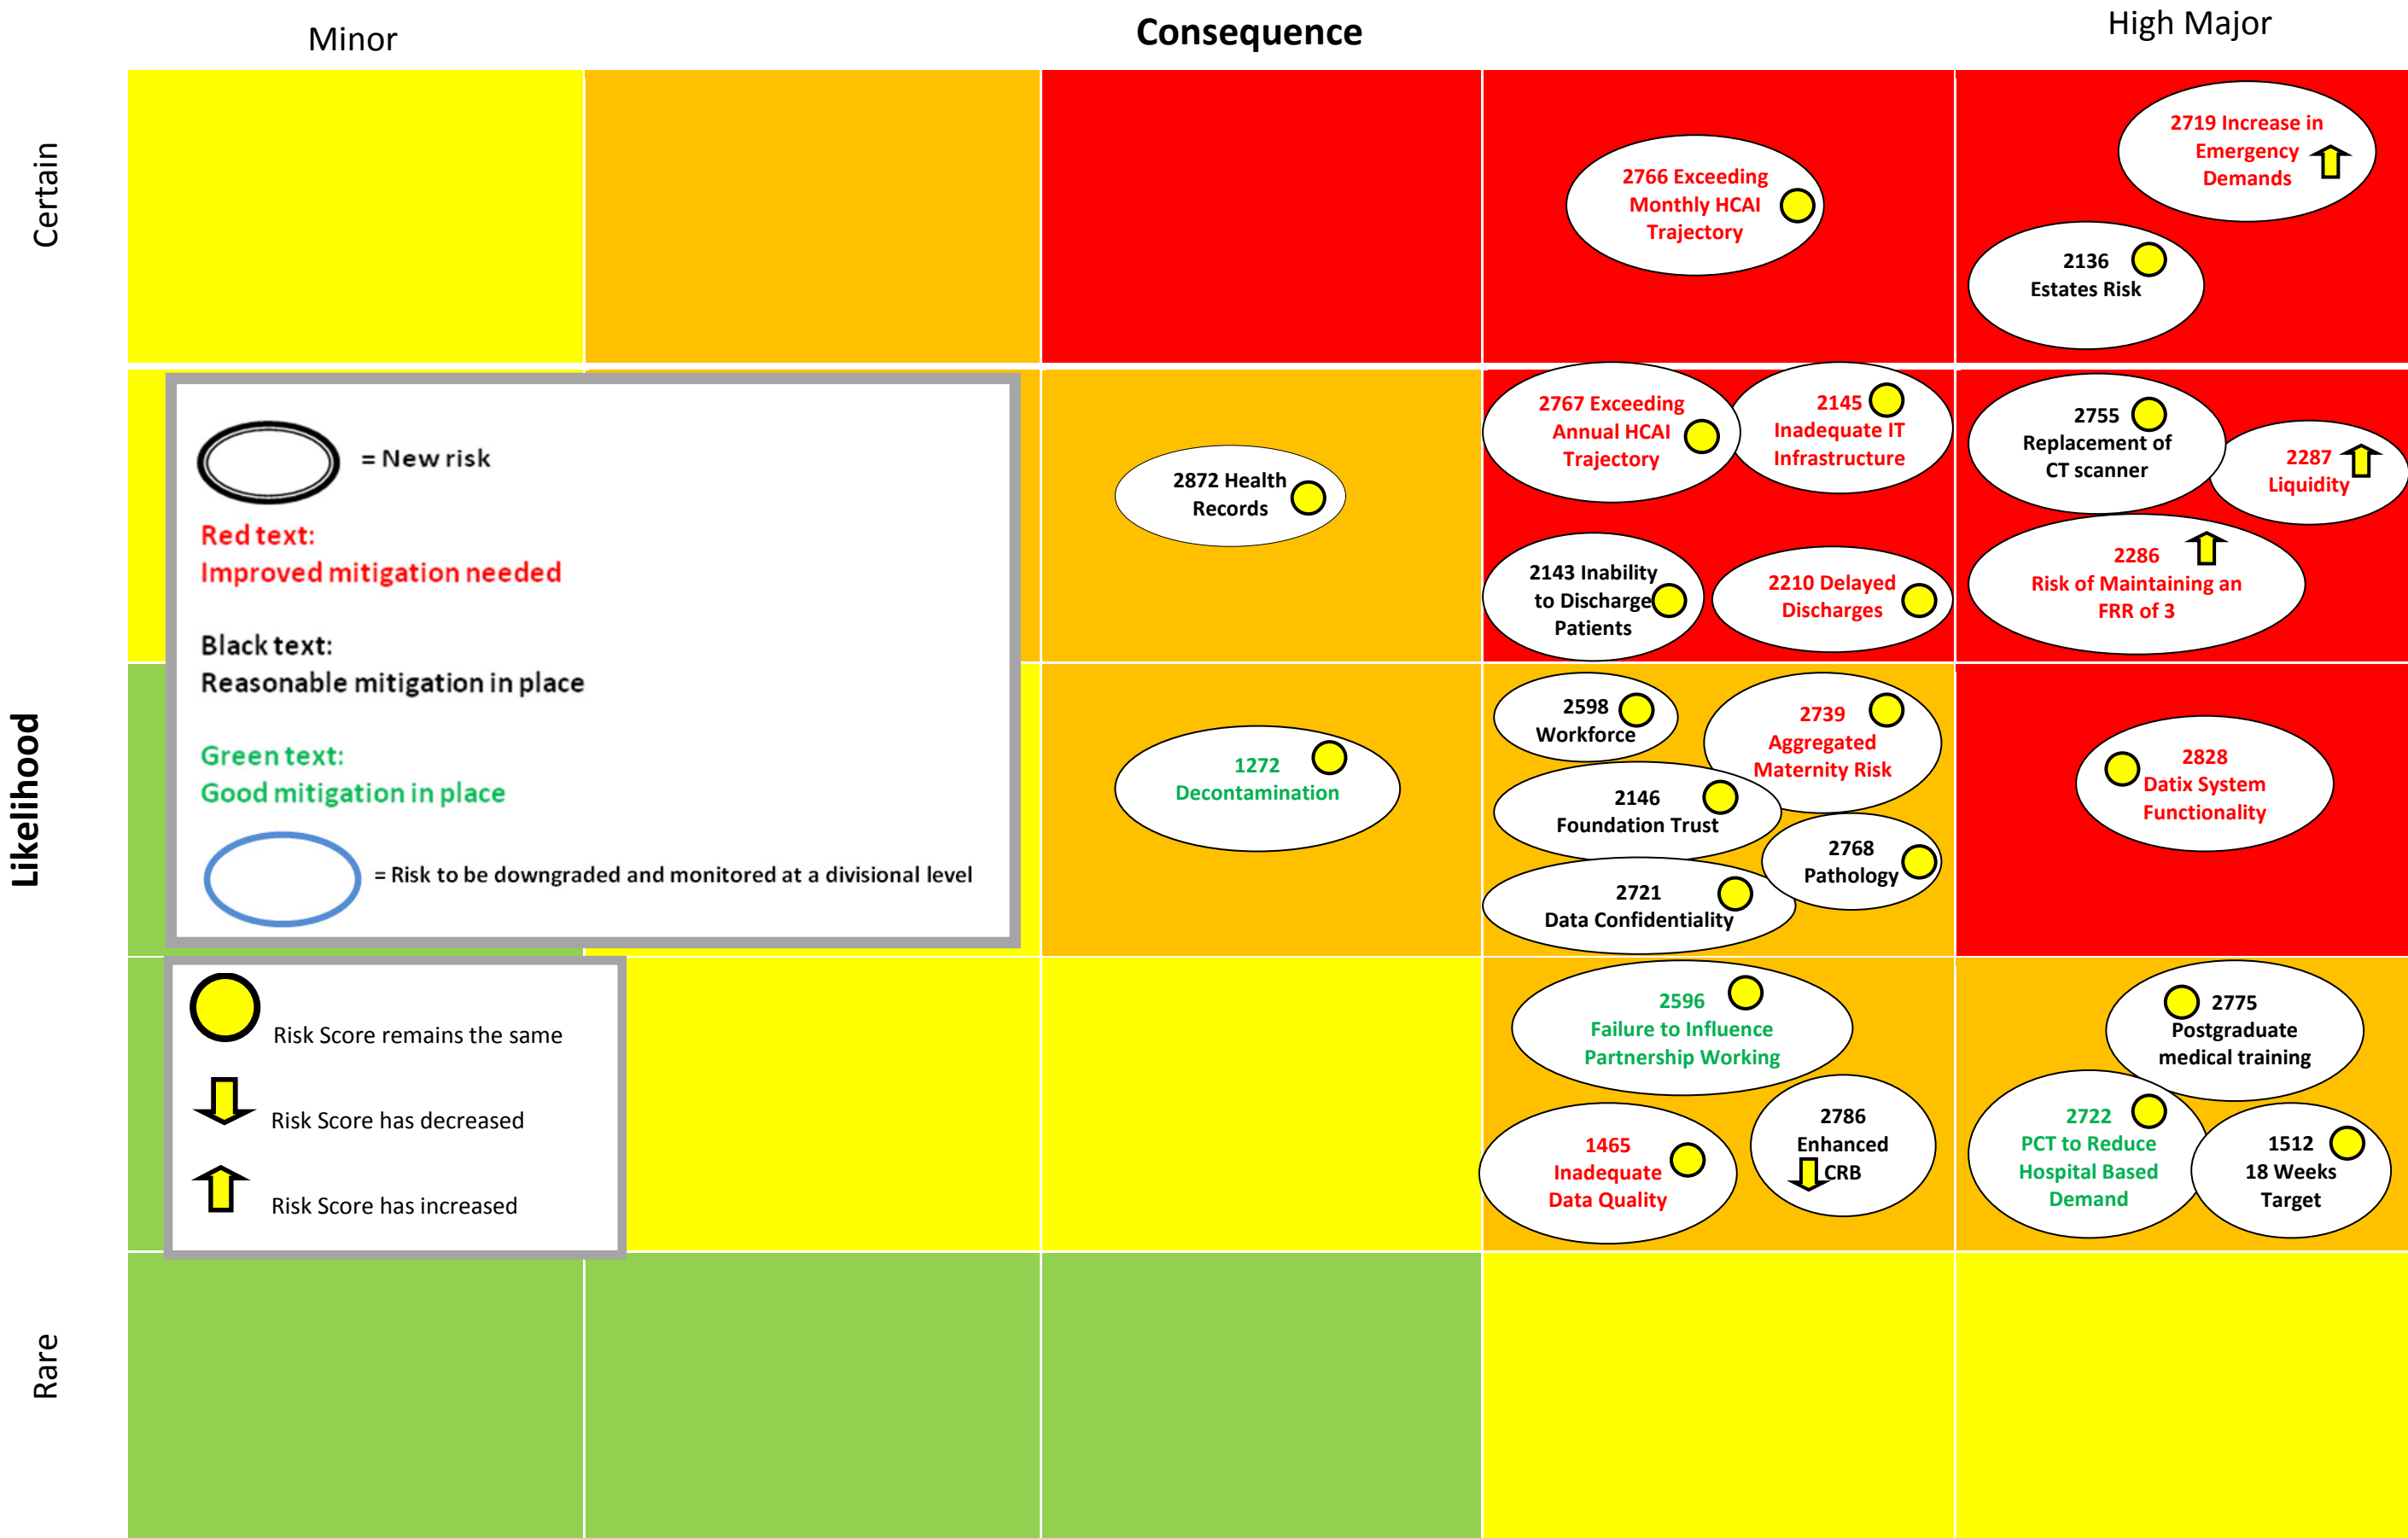 Minor
Consequence
High Major
Certain
2766 Exceeding
Monthly HCAI
Trajectory
2719 Increase in
Emergency
Demands
2136
Estates Risk
= New risk
Red text:
Improved mitigation needed
Black text:
Reasonable mitigation in place
Green text:
Good mitigation in place
= Risk to be downgraded and monitored at a divisional level
2872 Health
Records
2767 Exceeding
Annual HCAI
Trajectory
2145
Inadequate IT
Infrastructure
2143 Inability
to Discharge
Patients
2210 Delayed
Discharges
2755
Replacement of
CT scanner
2287
Liquidity
2286
Risk of Maintaining an
FRR of 3
Likelihood
1272
Decontamination
2598
Workforce
2739
Aggregated
Maternity Risk
2146
Foundation Trust
2768
Pathology
2721
Data Confidentiality
2828
Datix System
Functionality
Risk Score remains the same
Risk Score has decreased
Risk Score has increased
2596
Failure to Influence
Partnership Working
1465
Inadequate
Data Quality
2786
Enhanced
CRB
2775
Postgraduate
medical training
2722
PCT to Reduce
Hospital Based
Demand
1512
18 Weeks
Target
Rare